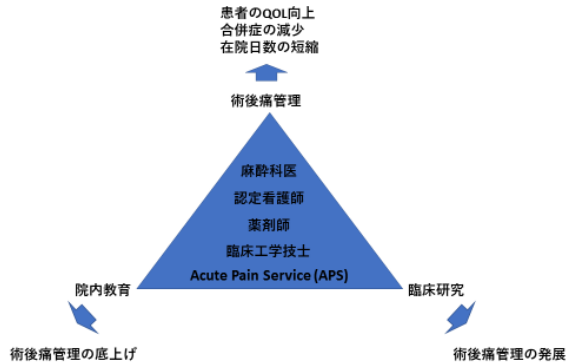 患者のQOL向上
合併症の減少
在院日数の短縮
術後痛管理
麻酔科医
認定看護師
薬剤師
臨床工学技士
Acute Pain Service (APS)
院内教育
臨床研究
術後痛管理の底上げ
術後痛管理の発展